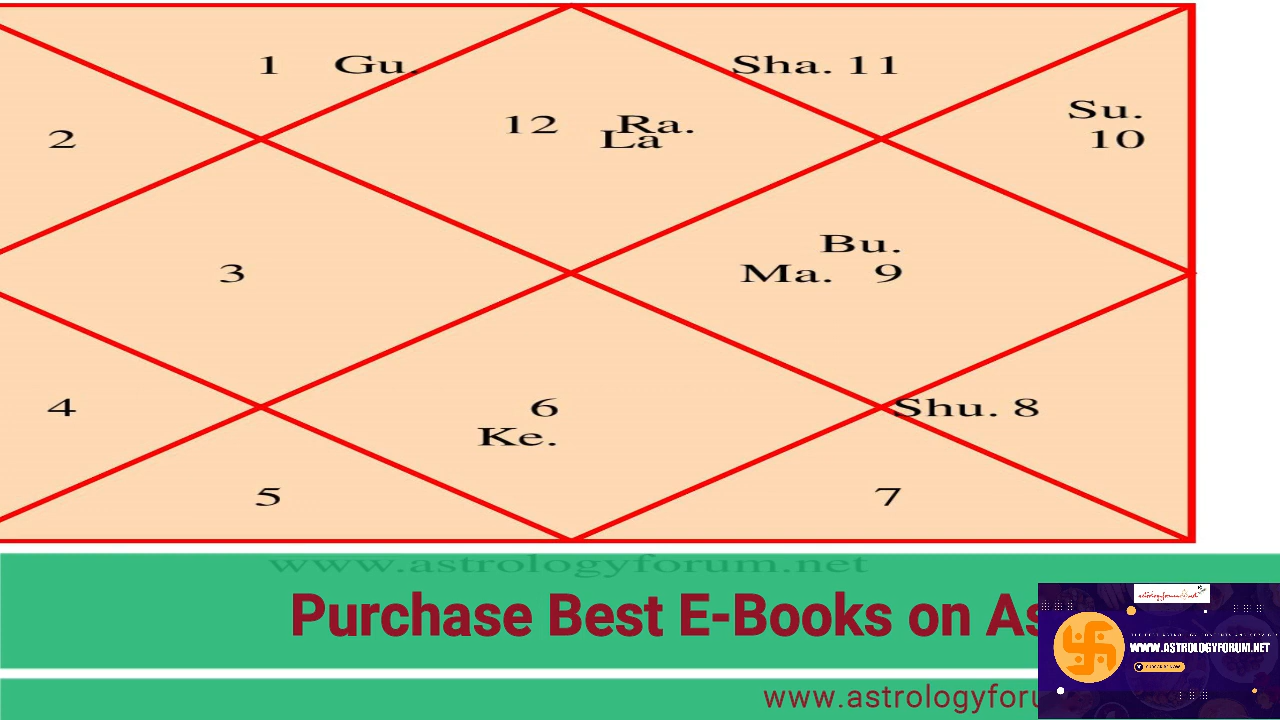 1 Gu.
Sha. 11
12 Ra.
La
Su.
10
2
Bu.
Ma. 9
3
4
6
Ke.
Shu. 8
5
7
www.astrologyforum.net
Purchase Best E-Books on As
www.astrologyforu
WWW.ASTROLOGYFORUM.NET